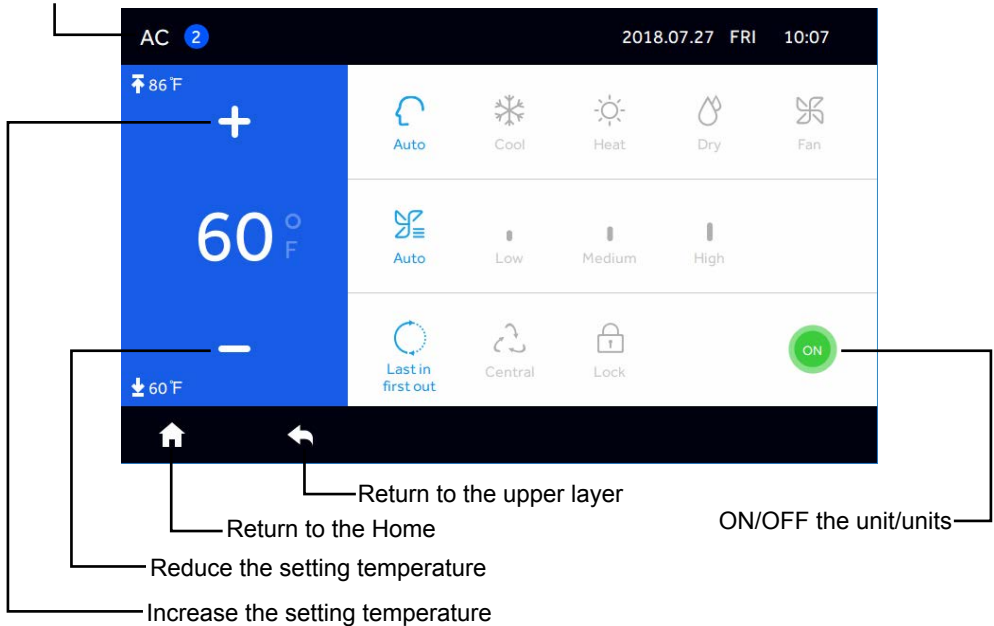 AC 2 2018.07.27 FRI 10:07
86°F
+
Auto Cool Heat Dry Fan
60 °F
Auto Low Medium High
−
Last in
first out
Central Lock ON
60°F
Return to the upper layer
ON/OFF the unit/units
Return to the Home
Reduce the setting temperature
Increase the setting temperature